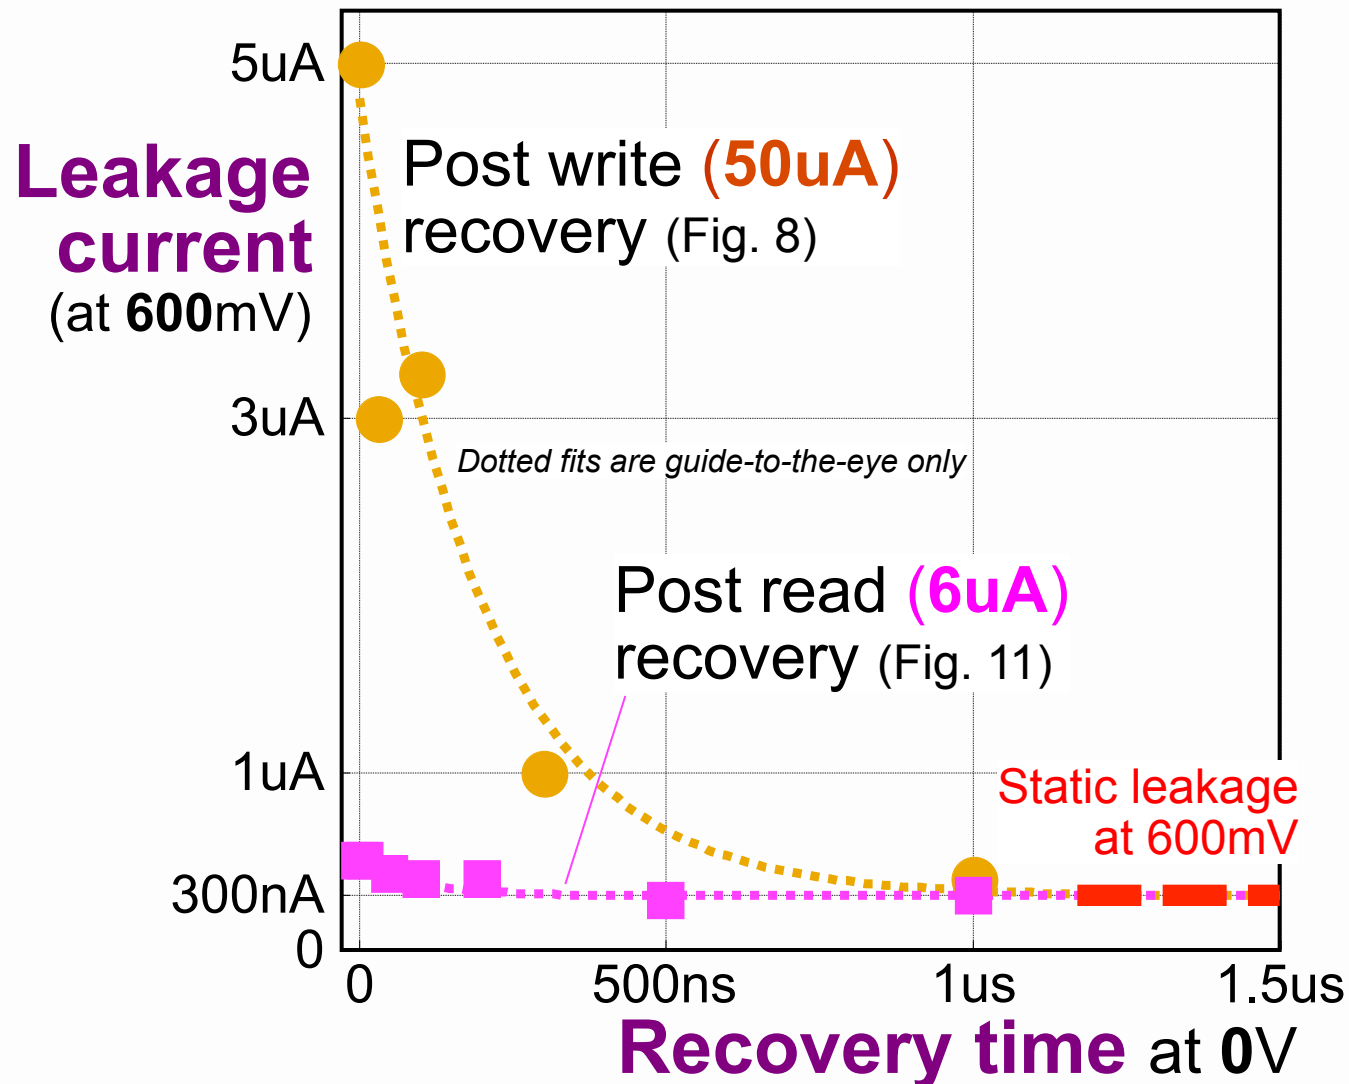 5uA
Leakage
current
(at 600mV)
Post write (50uA)
recovery (Fig. 8)
3uA
Dotted fits are guide-to-the-eye only
Post read (6uA)
recovery (Fig. 11)
1uA
Static leakage
at 600mV
300nA
0
0
500ns
1us
1.5us
Recovery time at 0V